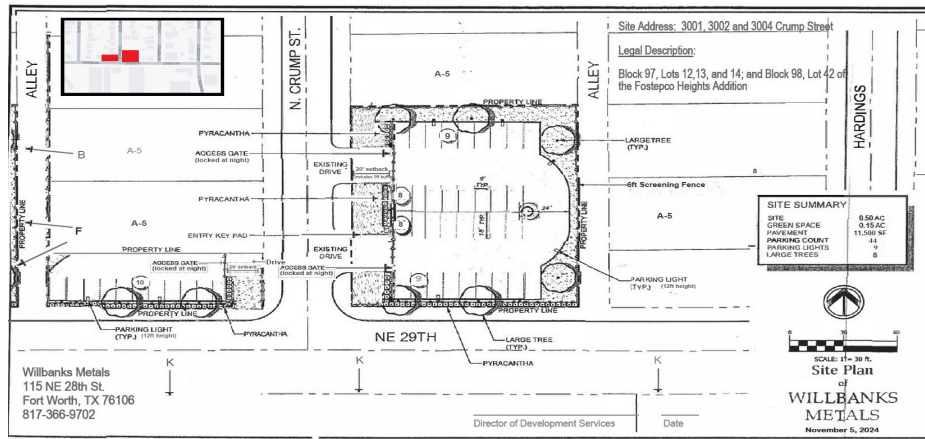 Site Address: 3001, 3002 and 3004 Crump Street
Legal Description:
Block 97, Lots 12,13, and 14; and Block 98, Lot 42 of
the Fostepco Heights Addition
ALLEY
N. CRUMP ST.
ALLEY
HARDINGS
A-5
PROPERTY LINE
PYRACANTHA
9
LARGE TREE
(TYP.)
B
A-5
ACCESS GATE
(locked at night)
EXISTING
DRIVE
20' setback
9'
TYP.
8
6ft Screening Fence
PYRACANTHA
8
24'
18' TYP.
8
F
A-5
A-5
ENTRY KEY PAD
PROPERTY LINE
PROPERTY LINE
PROPERTY LINE
EXISTING
DRIVE
ACCESS GATE
(locked at night)
Drive
20' setback
ACCESS GATE
(locked at night)
9
10
PARKING LIGHT
(TYP.) (12ft height)
PROPERTY LINE
PROPERTY LINE
PARKING LIGHT
(TYP.) (12ft height)
PYRACANTHA
NE 29TH
LARGE TREE
(TYP.)
PYRACANTHA
K
K
K
SITE SUMMARY
SITE 0.50 AC
GREEN SPACE 0.15 AC
PAVEMENT 11,500 SF
PARKING COUNT 44
PARKING LIGHTS 9
LARGE TREES 8
0 30 60
SCALE: 1" = 30 ft.
Site Plan
of
WILLBANKS
METALS
November 5, 2024
Willbanks Metals
115 NE 28th St.
Fort Worth, TX 76106
817-366-9702
Director of Development Services
Date